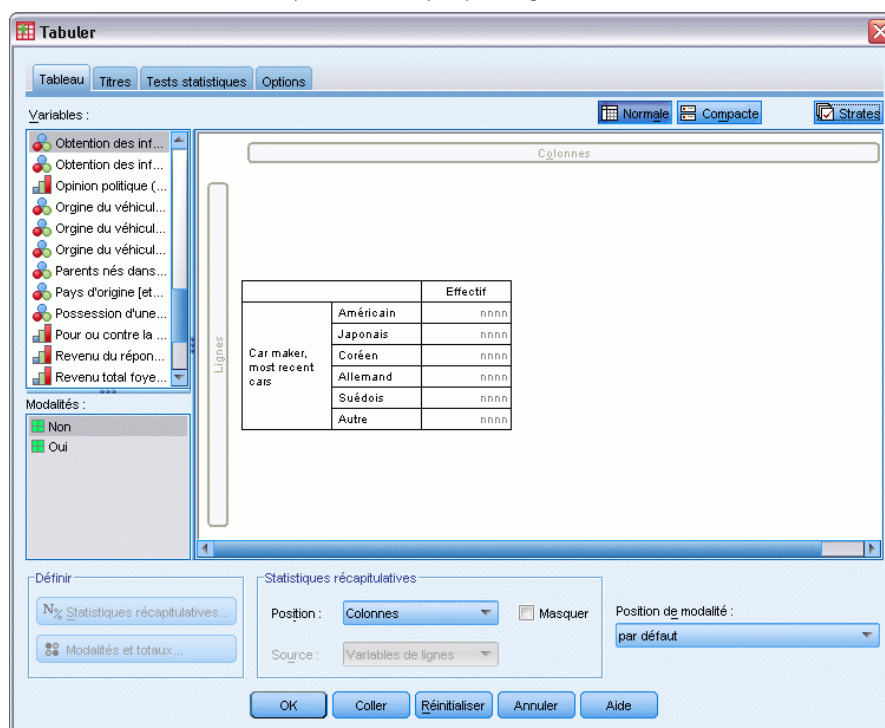 Tabuler
Tableau Titres Tests statistiques Options
Variables :
Normale Compacte Strates
Obtention des inf...
Obtention des inf...
Opinion politique (...
Orgine du véhicul...
Orgine du véhicul...
Orgine du véhicul...
Parents nés dans...
Pays d'origine [et...
Possession d'une...
Pour ou contre la ...
Revenu du répon...
Revenu total foye...
Modalités :
Non
Oui
Colonnes
Lignes
Effectif
Car maker, most recent cars
Américain nnnn
Japonais nnnn
Coréen nnnn
Allemand nnnn
Suédois nnnn
Autre nnnn
Définir
N% Statistiques récapitulatives...
Modalités et totaux...
Statistiques récapitulatives
Position : Colonnes Masquer
Source : Variables de lignes
Position de modalité :
par défaut
OK Coller Réinitialiser Annuler Aide